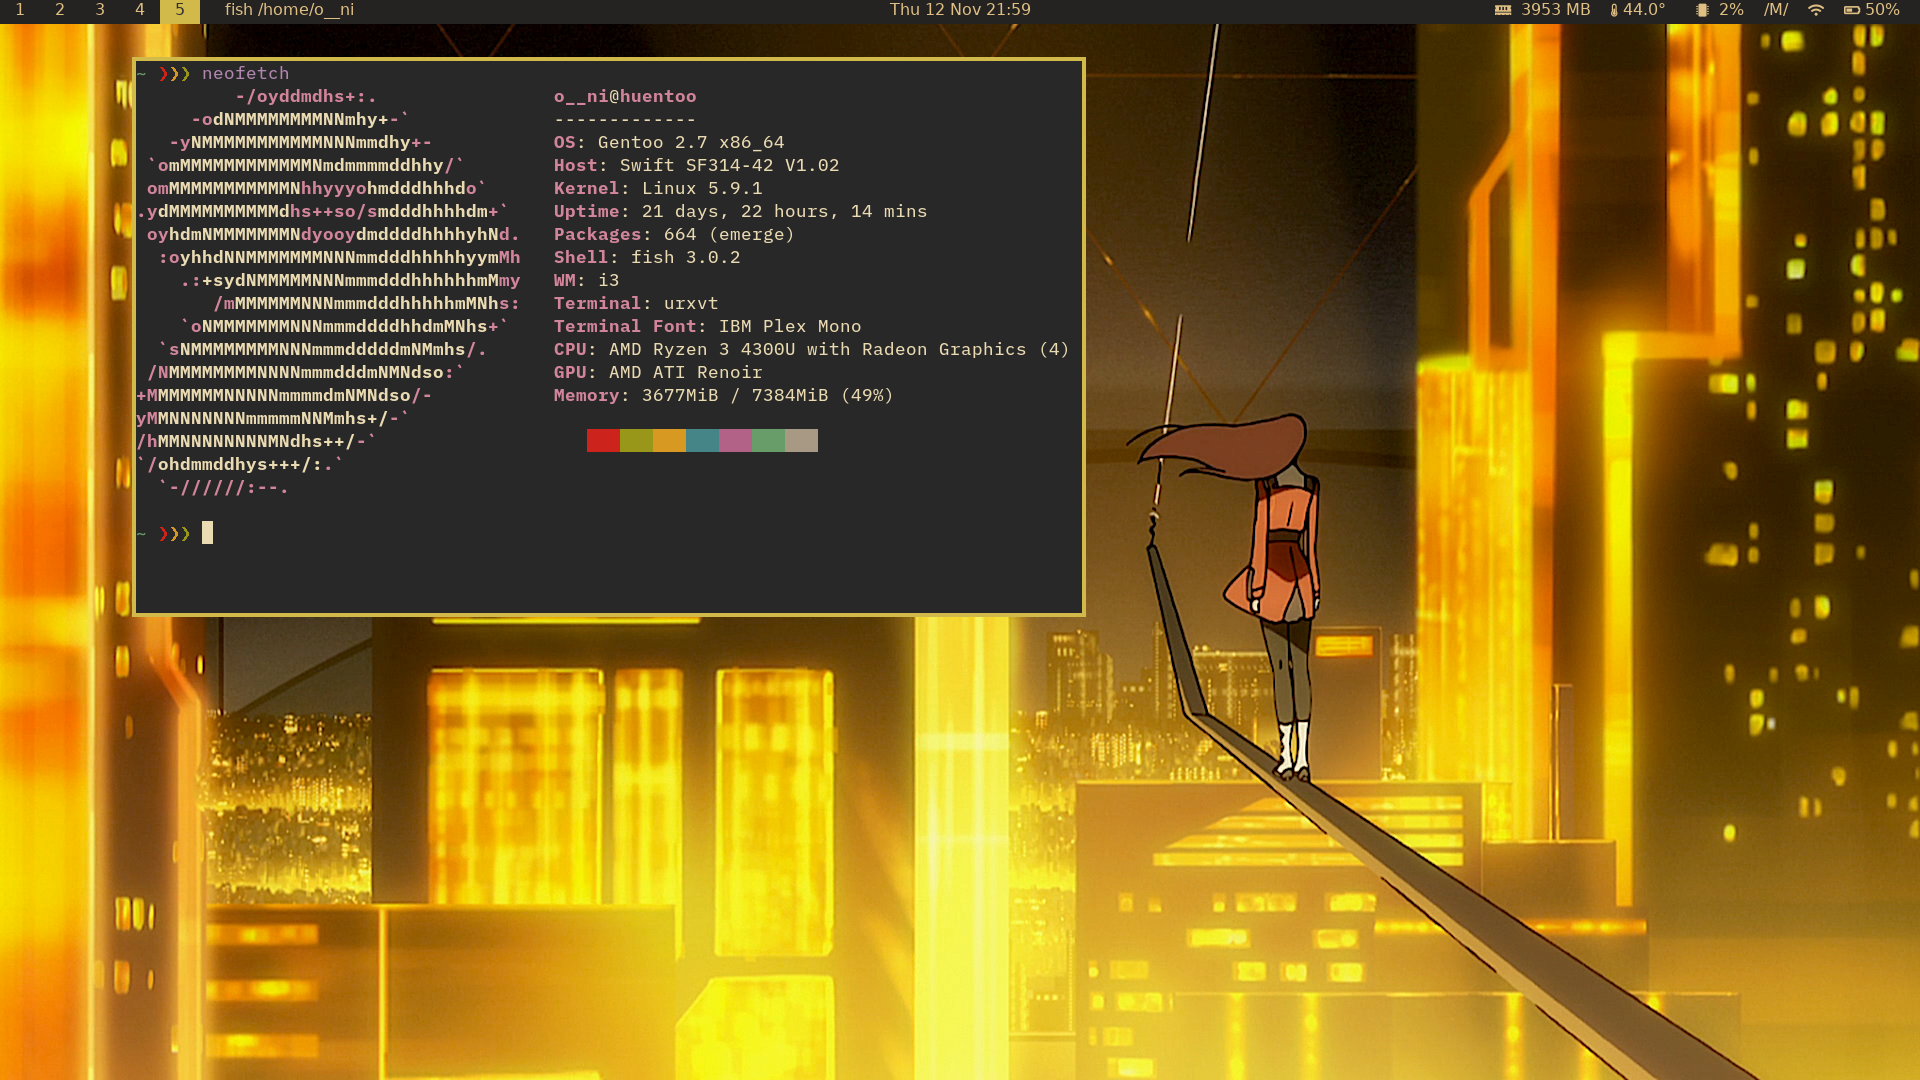 1 2 3 4 5 fish /home/o__ni Thu 12 Nov 21:59 3953 MB 44.0° 2% /M/ 50%
~ ❯❯❯ neofetch
-/oyddmdhs+:. o__ni@huentoo
-odNMMMMMMMMNNmhy+-` -------------
-yNMMMMMMMMMMMNNNmmdhy+- OS: Gentoo 2.7 x86_64
`omMMMMMMMMMMMMNmdmmmmddhhy/` Host: Swift SF314-42 V1.02
omMMMMMMMMMMMNhhyyyohmdddhhhdo` Kernel: Linux 5.9.1
.ydMMMMMMMMMMdhs++so/smdddhhhhdm+` Uptime: 21 days, 22 hours, 14 mins
oyhdmNMMMMMMMNdyooydmddddhhhhyhNd. Packages: 664 (emerge)
:oyhhdNNMMMMMMMNNNmmdddhhhhhyymMh Shell: fish 3.0.2
.:+sydNMMMMMNNNmmmdddhhhhhhmMmy WM: i3
/mMMMMMMNNNmmmdddhhhhhmMNhs: Terminal: urxvt
`oNMMMMMMMNNNmmmddddhhdmMNhs+` Terminal Font: IBM Plex Mono
`sNMMMMMMMMNNNmmmdddddmNMmhs/. CPU: AMD Ryzen 3 4300U with Radeon Graphics (4)
/NMMMMMMMMNNNNmmmdddmNMNdso:` GPU: AMD ATI Renoir
+MMMMMMMNNNNNmmmmdmNMNdso/- Memory: 3677MiB / 7384MiB (49%)
yMMNNNNNNNmmmmmNNMmhs+/-`
/hMMNNNNNNNNMNdhs++/-`
`/ohdmmddhys+++/:.`
`-//////:--.
~ ❯❯❯